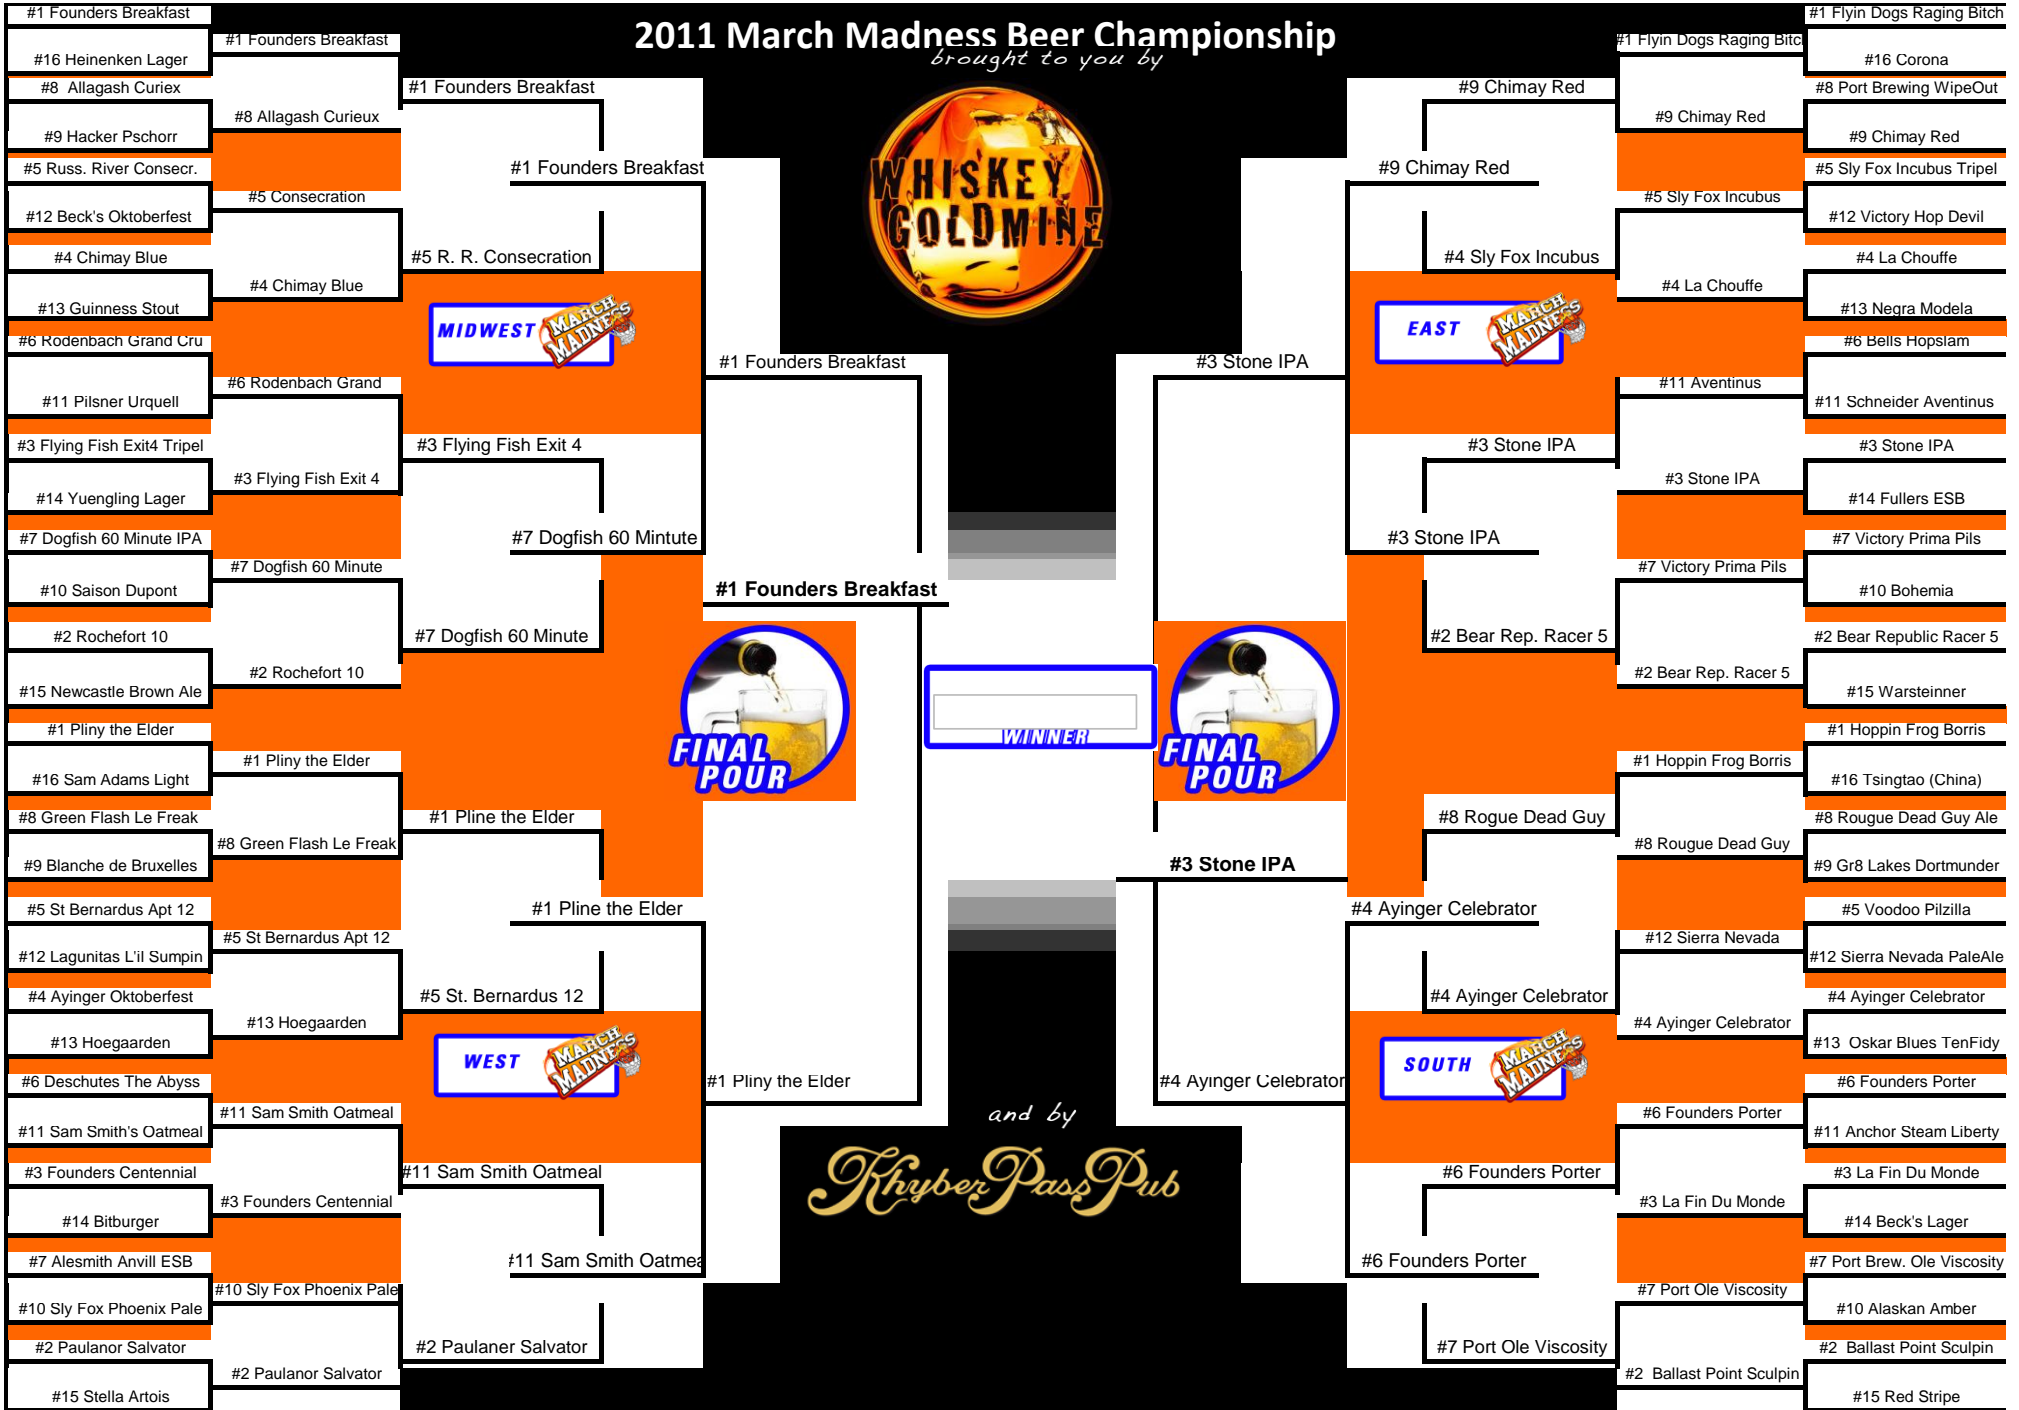 2011 March Madness Beer Championship
brought to you by
WHISKEY
GOLDMINE
#1 Founders Breakfast
#16 Heinenken Lager
#8  Allagash Curiex
#9 Hacker Pschorr
#5 Russ. River Consecr.
#12 Beck's Oktoberfest
#4 Chimay Blue
#13 Guinness Stout
#6 Rodenbach Grand Cru
#11 Pilsner Urquell
#3 Flying Fish Exit4 Tripel
#14 Yuengling Lager
#7 Dogfish 60 Minute IPA
#10 Saison Dupont
#2 Rochefort 10
#15 Newcastle Brown Ale
#1 Pliny the Elder
#16 Sam Adams Light
#8 Green Flash Le Freak
#9 Blanche de Bruxelles
#5 St Bernardus Apt 12
#12 Lagunitas L'il Sumpin
#4 Ayinger Oktoberfest
#13 Hoegaarden
#6 Deschutes The Abyss
#11 Sam Smith's Oatmeal
#3 Founders Centennial
#14 Bitburger
#7 Alesmith Anvill ESB
#10 Sly Fox Phoenix Pale
#2 Paulanor Salvator
#15 Stella Artois
#1 Founders Breakfast
#8 Allagash Curieux
#5 Consecration
#4 Chimay Blue
#6 Rodenbach Grand
#3 Flying Fish Exit 4
#7 Dogfish 60 Minute
#2 Rochefort 10
#1 Pliny the Elder
#8 Green Flash Le Freak
#5 St Bernardus Apt 12
#13 Hoegaarden
#11 Sam Smith Oatmeal
#3 Founders Centennial
#10 Sly Fox Phoenix Pale
#2 Paulanor Salvator
#1 Founders Breakfast
#5 R. R. Consecration
MIDWEST
MARCH
MADNESS
#3 Flying Fish Exit 4
#7 Dogfish 60 Minute
#1 Pline the Elder
#5 St. Bernardus 12
WEST
MARCH
MADNESS
#11 Sam Smith Oatmeal
#2 Paulaner Salvator
#1 Founders Breakfast
#7 Dogfish 60 Mintute
#1 Pline the Elder
#11 Sam Smith Oatmea
#1 Founders Breakfast
#1 Pliny the Elder
#1 Founders Breakfast
FINAL
POUR
WINNER
FINAL
POUR
#3 Stone IPA
#3 Stone IPA
#4 Ayinger Celebrator
#9 Chimay Red
#3 Stone IPA
#4 Ayinger Celebrator
#6 Founders Porter
#9 Chimay Red
#4 Sly Fox Incubus
EAST
MARCH
MADNESS
#3 Stone IPA
#2 Bear Rep. Racer 5
#8 Rogue Dead Guy
#4 Ayinger Celebrator
SOUTH
MARCH
MADNESS
#6 Founders Porter
#7 Port Ole Viscosity
#1 Flyin Dogs Raging Bitc
#9 Chimay Red
#5 Sly Fox Incubus
#4 La Chouffe
#11 Aventinus
#3 Stone IPA
#7 Victory Prima Pils
#2 Bear Rep. Racer 5
#1 Hoppin Frog Borris
#8 Rougue Dead Guy
#12 Sierra Nevada
#4 Ayinger Celebrator
#6 Founders Porter
#3 La Fin Du Monde
#7 Port Ole Viscosity
#2  Ballast Point Sculpin
#1 Flyin Dogs Raging Bitch
#16 Corona
#8 Port Brewing WipeOut
#9 Chimay Red
#5 Sly Fox Incubus Tripel
#12 Victory Hop Devil
#4 La Chouffe
#13 Negra Modela
#6 Bells Hopslam
#11 Schneider Aventinus
#3 Stone IPA
#14 Fullers ESB
#7 Victory Prima Pils
#10 Bohemia
#2 Bear Republic Racer 5
#15 Warsteinner
#1 Hoppin Frog Borris
#16 Tsingtao (China)
#8 Rougue Dead Guy Ale
#9 Gr8 Lakes Dortmunder
#5 Voodoo Pilzilla
#12 Sierra Nevada PaleAle
#4 Ayinger Celebrator
#13  Oskar Blues TenFidy
#6 Founders Porter
#11 Anchor Steam Liberty
#3 La Fin Du Monde
#14 Beck's Lager
#7 Port Brew. Ole Viscosity
#10 Alaskan Amber
#2  Ballast Point Sculpin
#15 Red Stripe
and by
Khyber Pass Pub